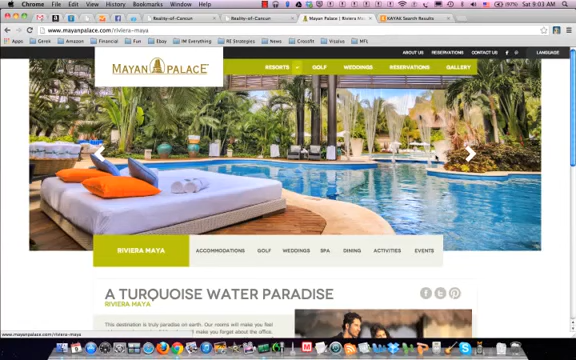 Chrome File Edit View History Bookmarks Window Help
Sat 9:03 AM
Reality-of-Cancun
Reality-of-Cancun
Mayan Palace | Riviera M
KAYAK Search Results
www.mayanpalace.com/riviera-maya
Amazon
Financial
Fun
Ebay
!M Everything
RE Strategies
News
Crossfit
Vitalius
MFL
ABOUT US
RESERVATIONS
CONTACT US
LANGUAGE
MAYAN PALACE
RESORTS
GOLF
WEDDINGS
RESERVATIONS
GALLERY
RIVIERA MAYA
ACCOMMODATIONS
GOLF
WEDDINGS
SPA
DINING
ACTIVITIES
EVENTS
A TURQUOISE WATER PARADISE
RIVIERA MAYA
This destination is truly paradise on earth. Our rooms will make you feel
make you forget about the office.
www.mayanpalace.com/riviera-maya